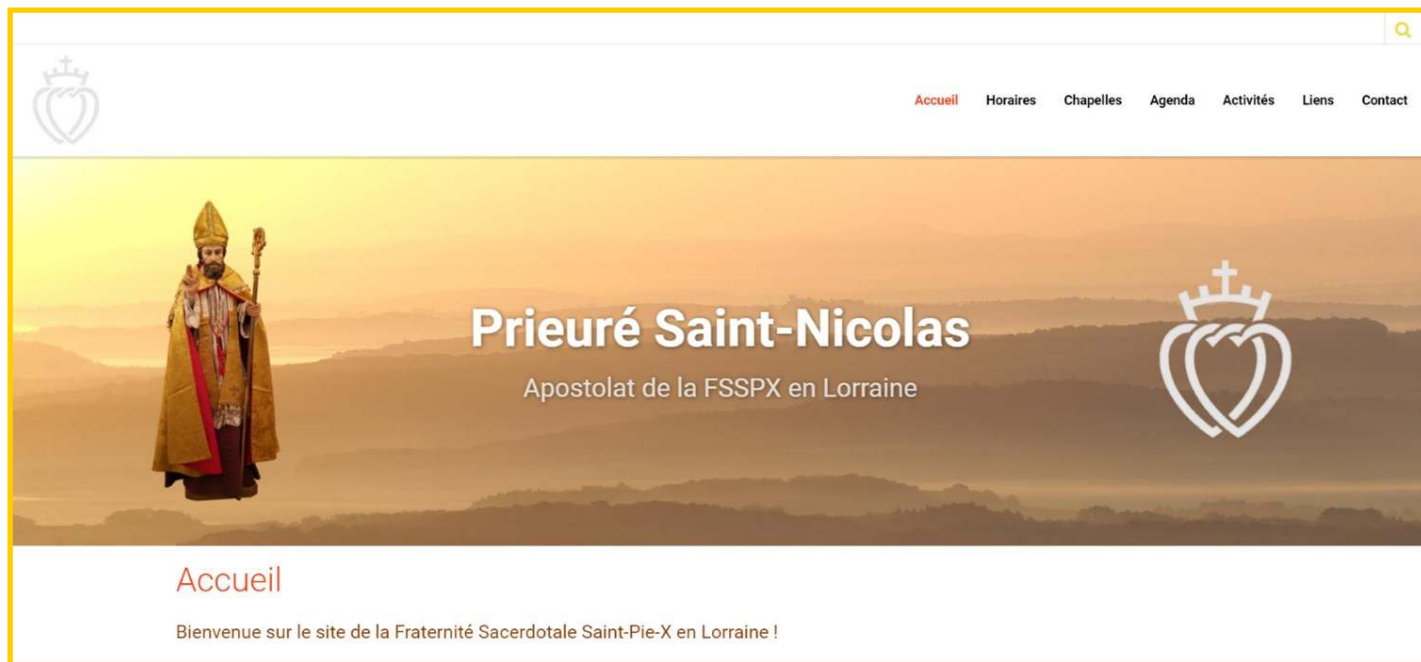 Accueil Horaires Chapelles Agenda Activités Liens Contact
Prieuré Saint-Nicolas
Apostolat de la FSSPX en Lorraine
Accueil
Bienvenue sur le site de la Fraternité Sacerdotale Saint-Pie-X en Lorraine !